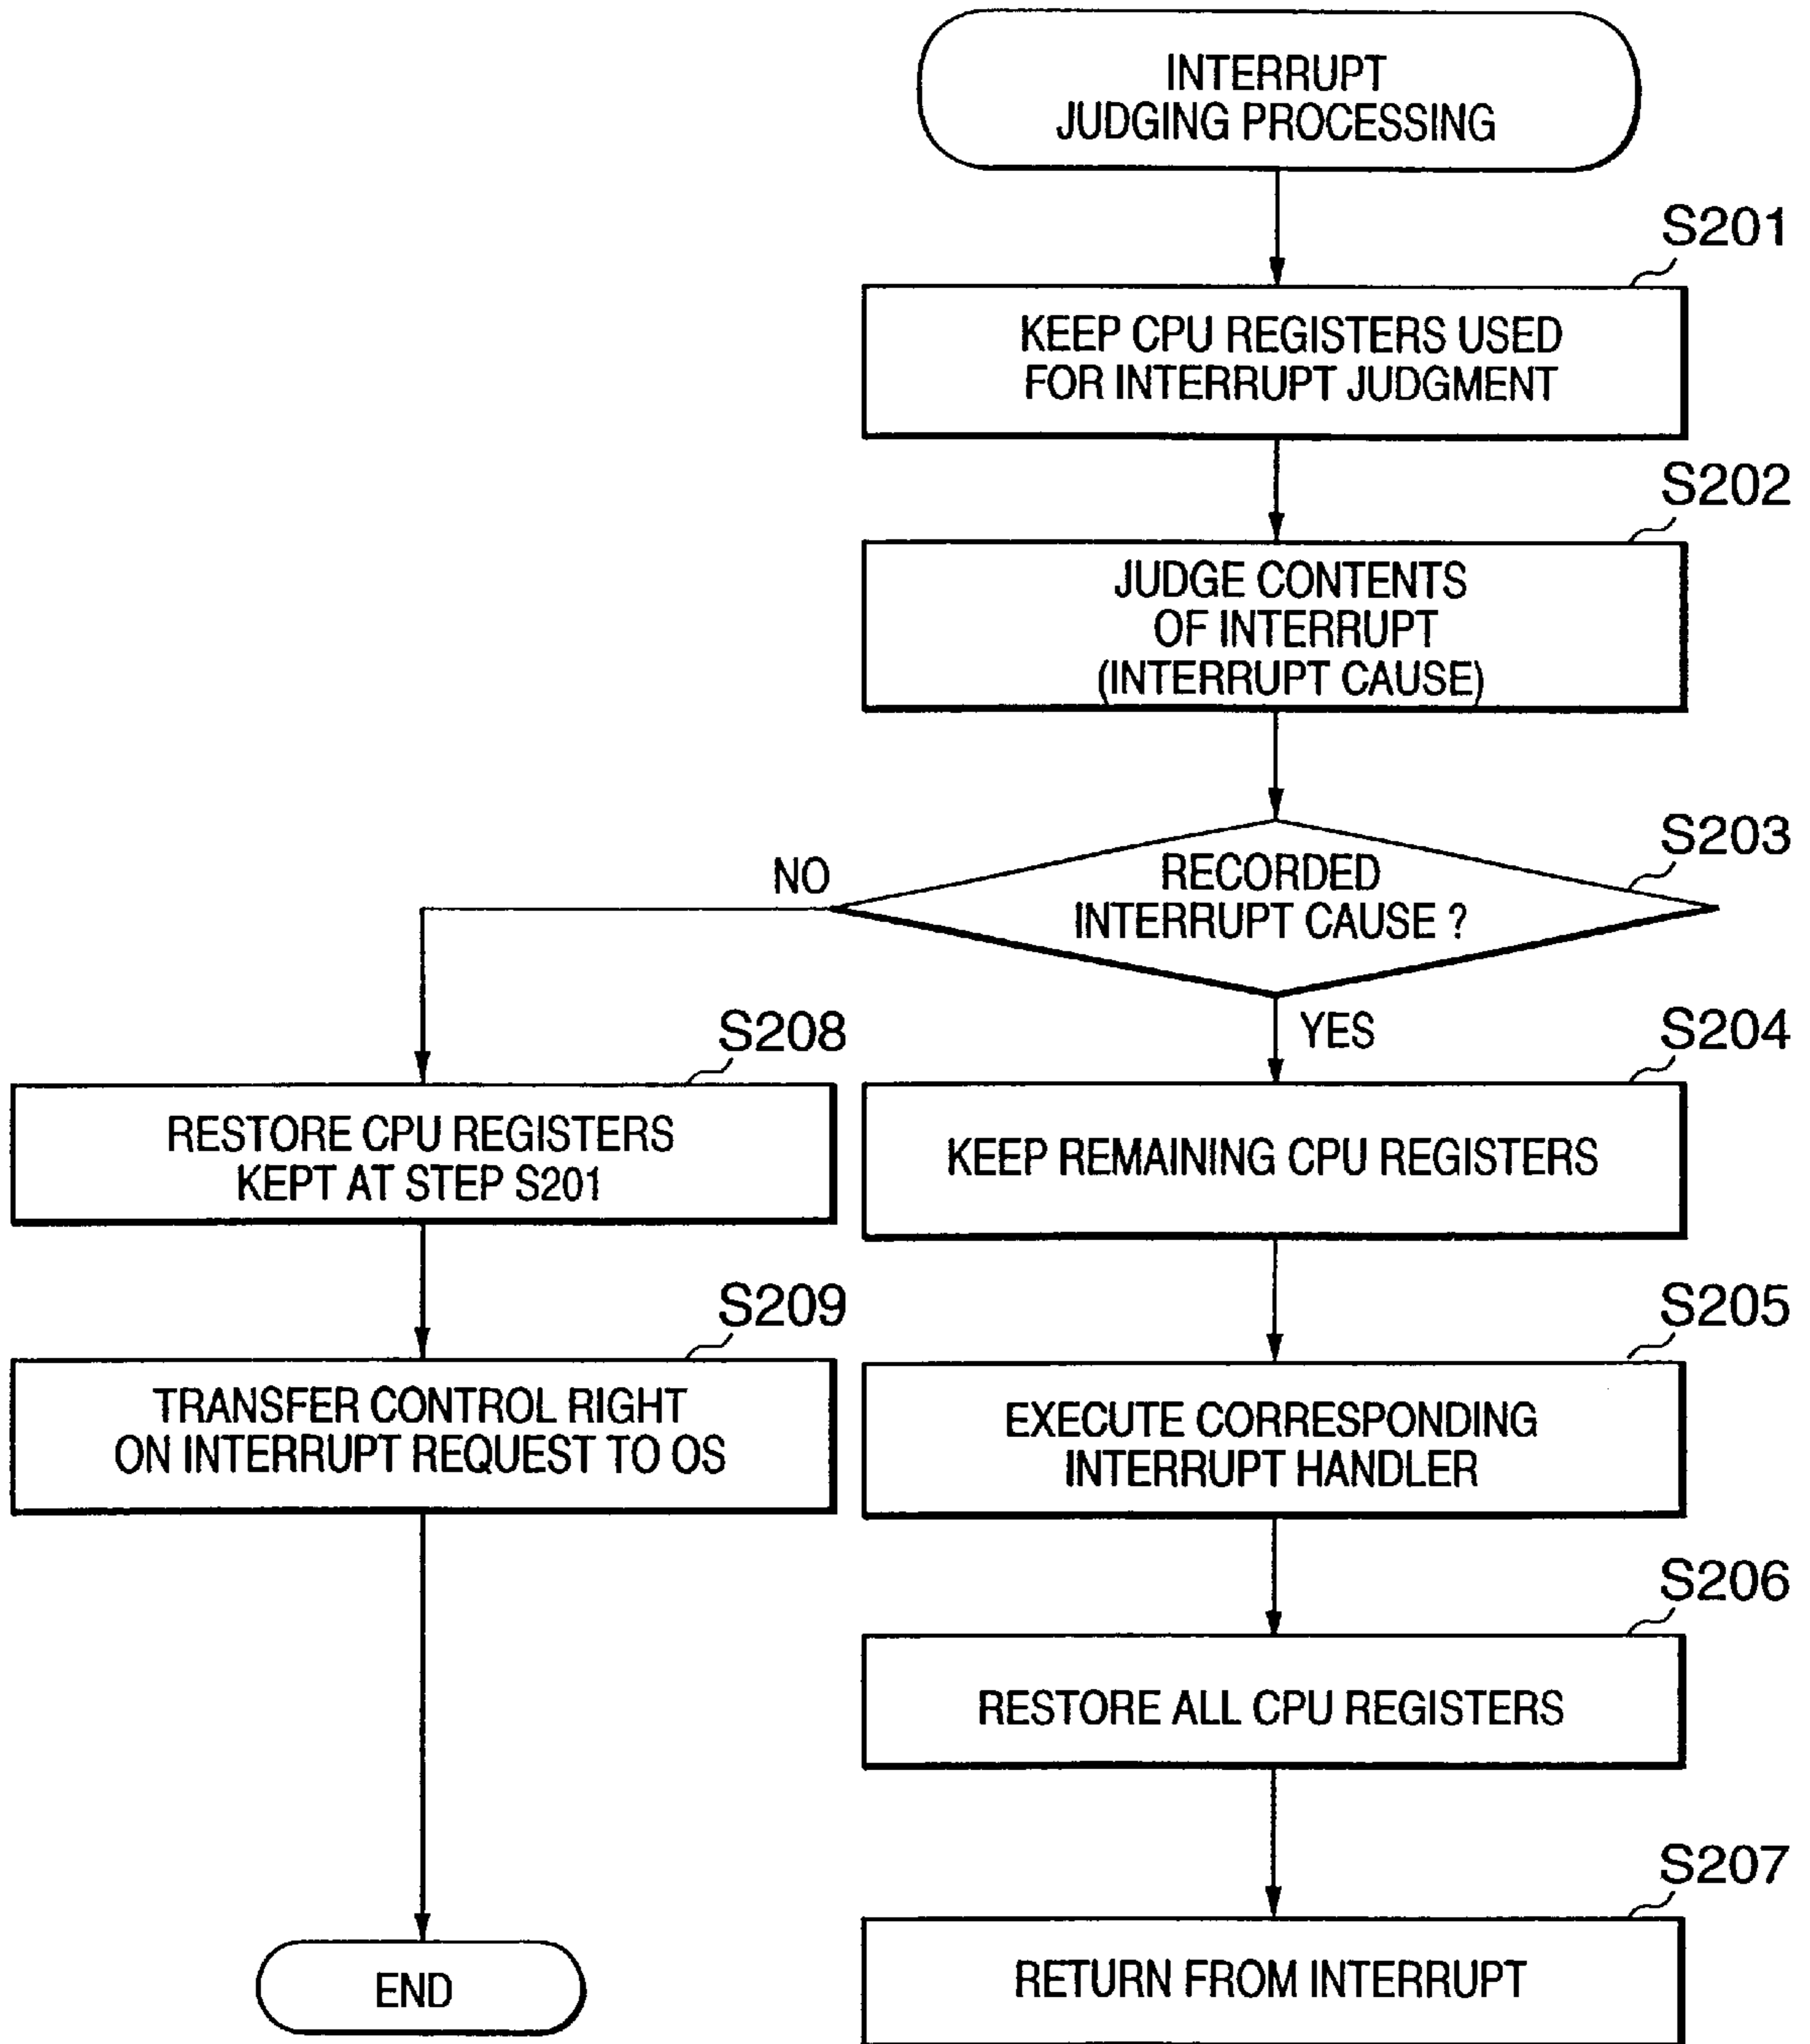 INTERRUPT
JUDGING PROCESSING
S201
KEEP CPU REGISTERS USED
FOR INTERRUPT JUDGMENT
S202
JUDGE CONTENTS
OF INTERRUPT
(INTERRUPT CAUSE)
S203
RECORDED
INTERRUPT CAUSE ?
NO
YES
S204
KEEP REMAINING CPU REGISTERS
S205
EXECUTE CORRESPONDING
INTERRUPT HANDLER
S206
RESTORE ALL CPU REGISTERS
S207
RETURN FROM INTERRUPT
S208
RESTORE CPU REGISTERS
KEPT AT STEP S201
S209
TRANSFER CONTROL RIGHT
ON INTERRUPT REQUEST TO OS
END